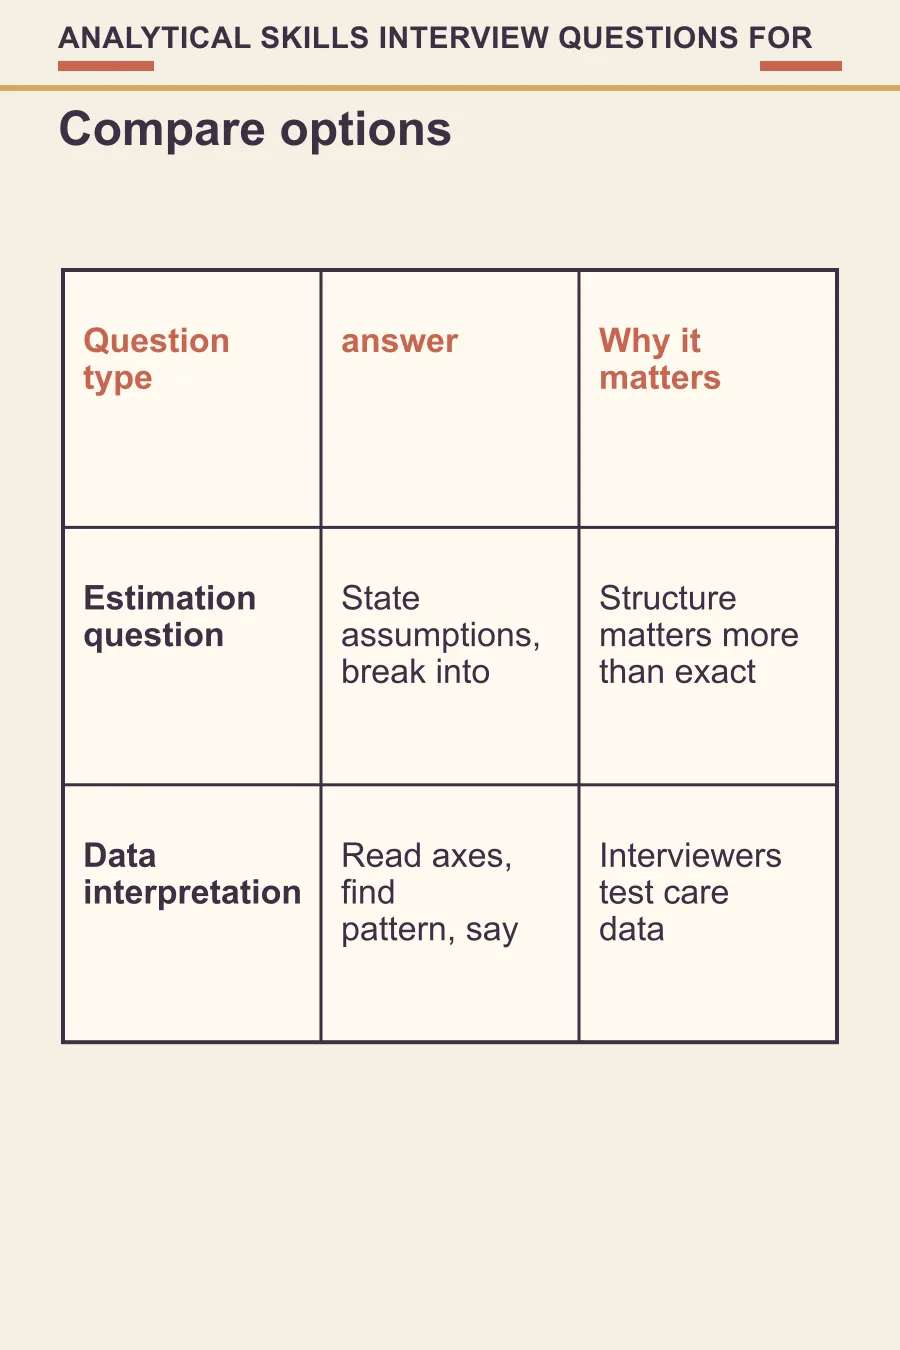 ANALYTICAL SKILLS INTERVIEW QUESTIONS FOR
Compare options
Question
type
answer
Why it
matters
Estimation
question
State
assumptions,
break into
Structure
matters more
than exact
Data
interpretation
Read axes,
find
pattern, say
Interviewers
test care
data